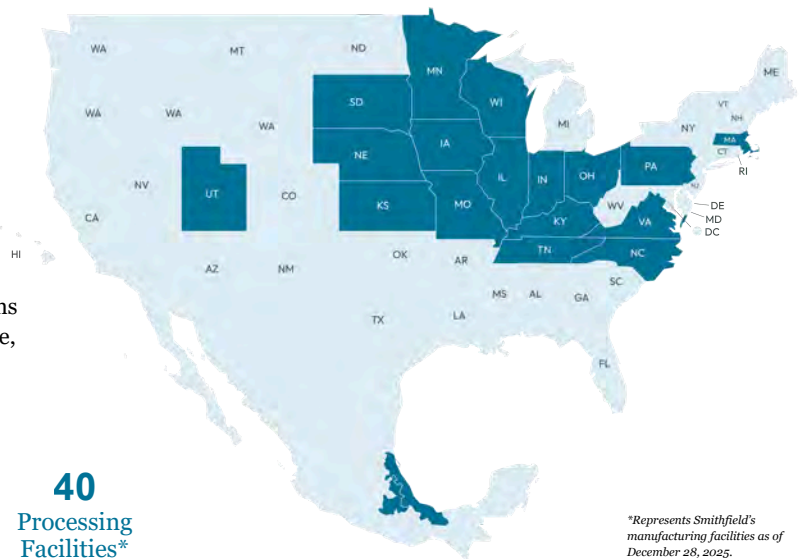 WA
MT
ND
MN
ME
WA
WA
WA
SD
WI
MI
VT
NH
NY
MA
CT
RI
NV
UT
CO
NE
IA
IL
IN
OH
PA
NJ
DE
MD
DC
CA
KS
MO
KY
WV
VA
HI
AZ
NM
OK
AR
TN
NC
SC
MS
AL
GA
TX
LA
FL
ns
e,
40
Processing
Facilities*
*Represents Smithfield's
manufacturing facilities as of
December 28, 2025.